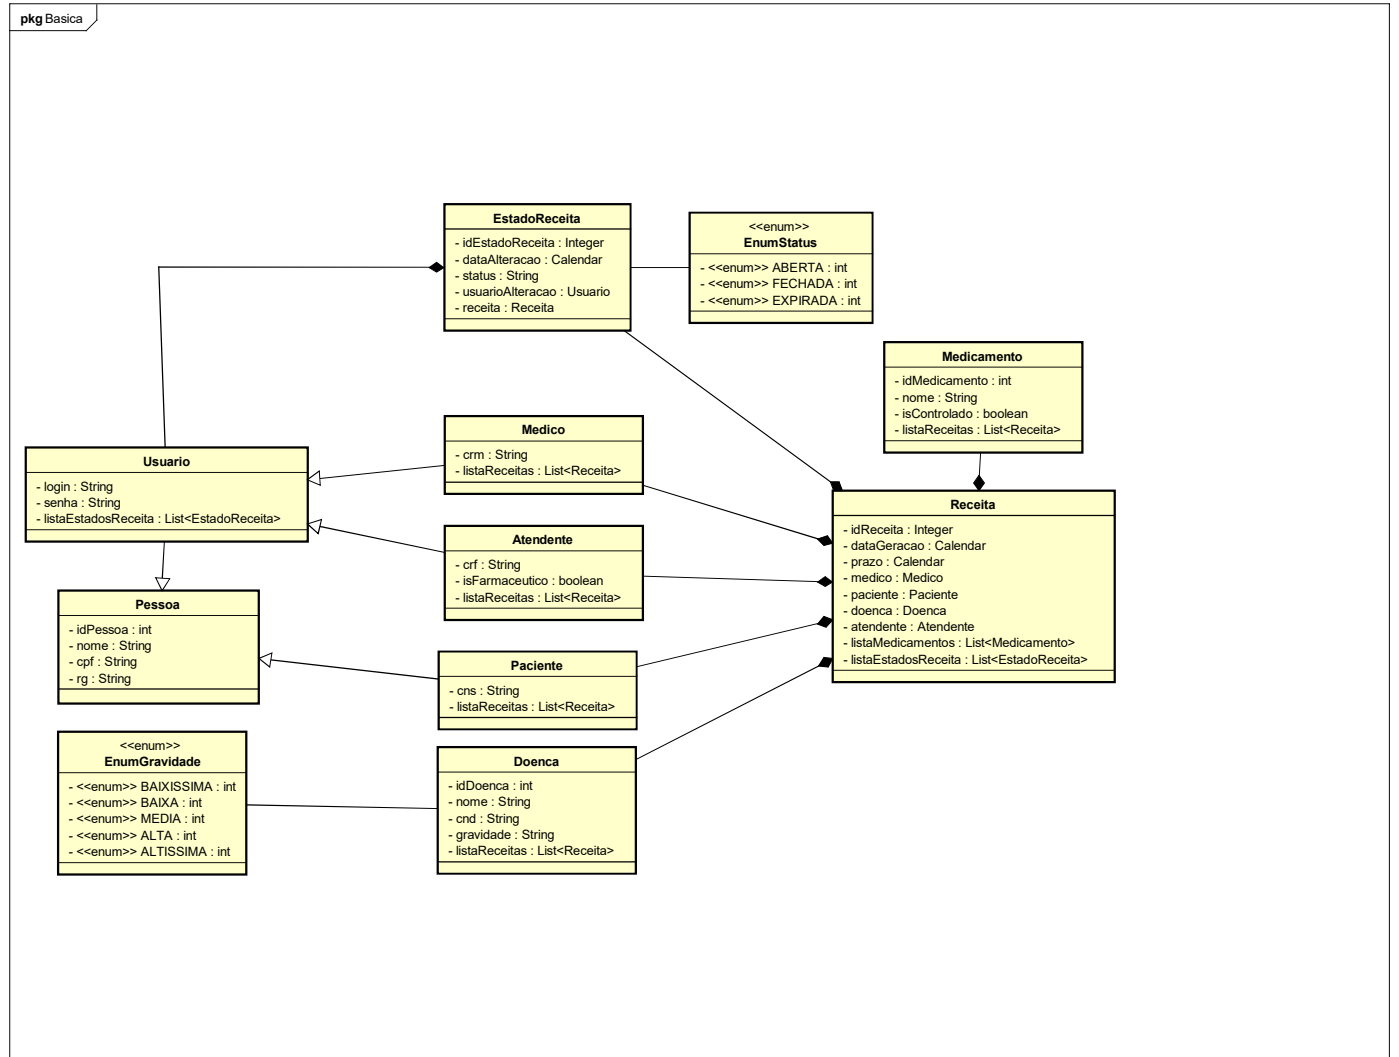 pkg Basica
EstadoReceita
- idEstadoReceita : Integer
- dataAlteracao : Calendar
- status : String
- usuarioAlteracao : Usuario
- receita : Receita
<<enum>>
EnumStatus
- <<enum>> ABERTA : int
- <<enum>> FECHADA : int
- <<enum>> EXPIRADA : int
Medicamento
- idMedicamento : int
- nome : String
- isControlado : boolean
- listaReceitas : List<Receita>
Medico
- crm : String
- listaReceitas : List<Receita>
Usuario
- login : String
- senha : String
- listaEstadosReceita : List<EstadoReceita>
Receita
- idReceita : Integer
- dataGeracao : Calendar
- prazo : Calendar
- medico : Medico
- paciente : Paciente
- doenca : Doenca
- atendente : Atendente
- listaMedicamentos : List<Medicamento>
- listaEstadosReceita : List<EstadoReceita>
Atendente
- crf : String
- isFarmaceutico : boolean
- listaReceitas : List<Receita>
Pessoa
- idPessoa : int
- nome : String
- cpf : String
- rg : String
Paciente
- cns : String
- listaReceitas : List<Receita>
<<enum>>
EnumGravidade
- <<enum>> BAIXISSIMA : int
- <<enum>> BAIXA : int
- <<enum>> MEDIA : int
- <<enum>> ALTA : int
- <<enum>> ALTISSIMA : int
Doenca
- idDoenca : int
- nome : String
- cnd : String
- gravidade : String
- listaReceitas : List<Receita>